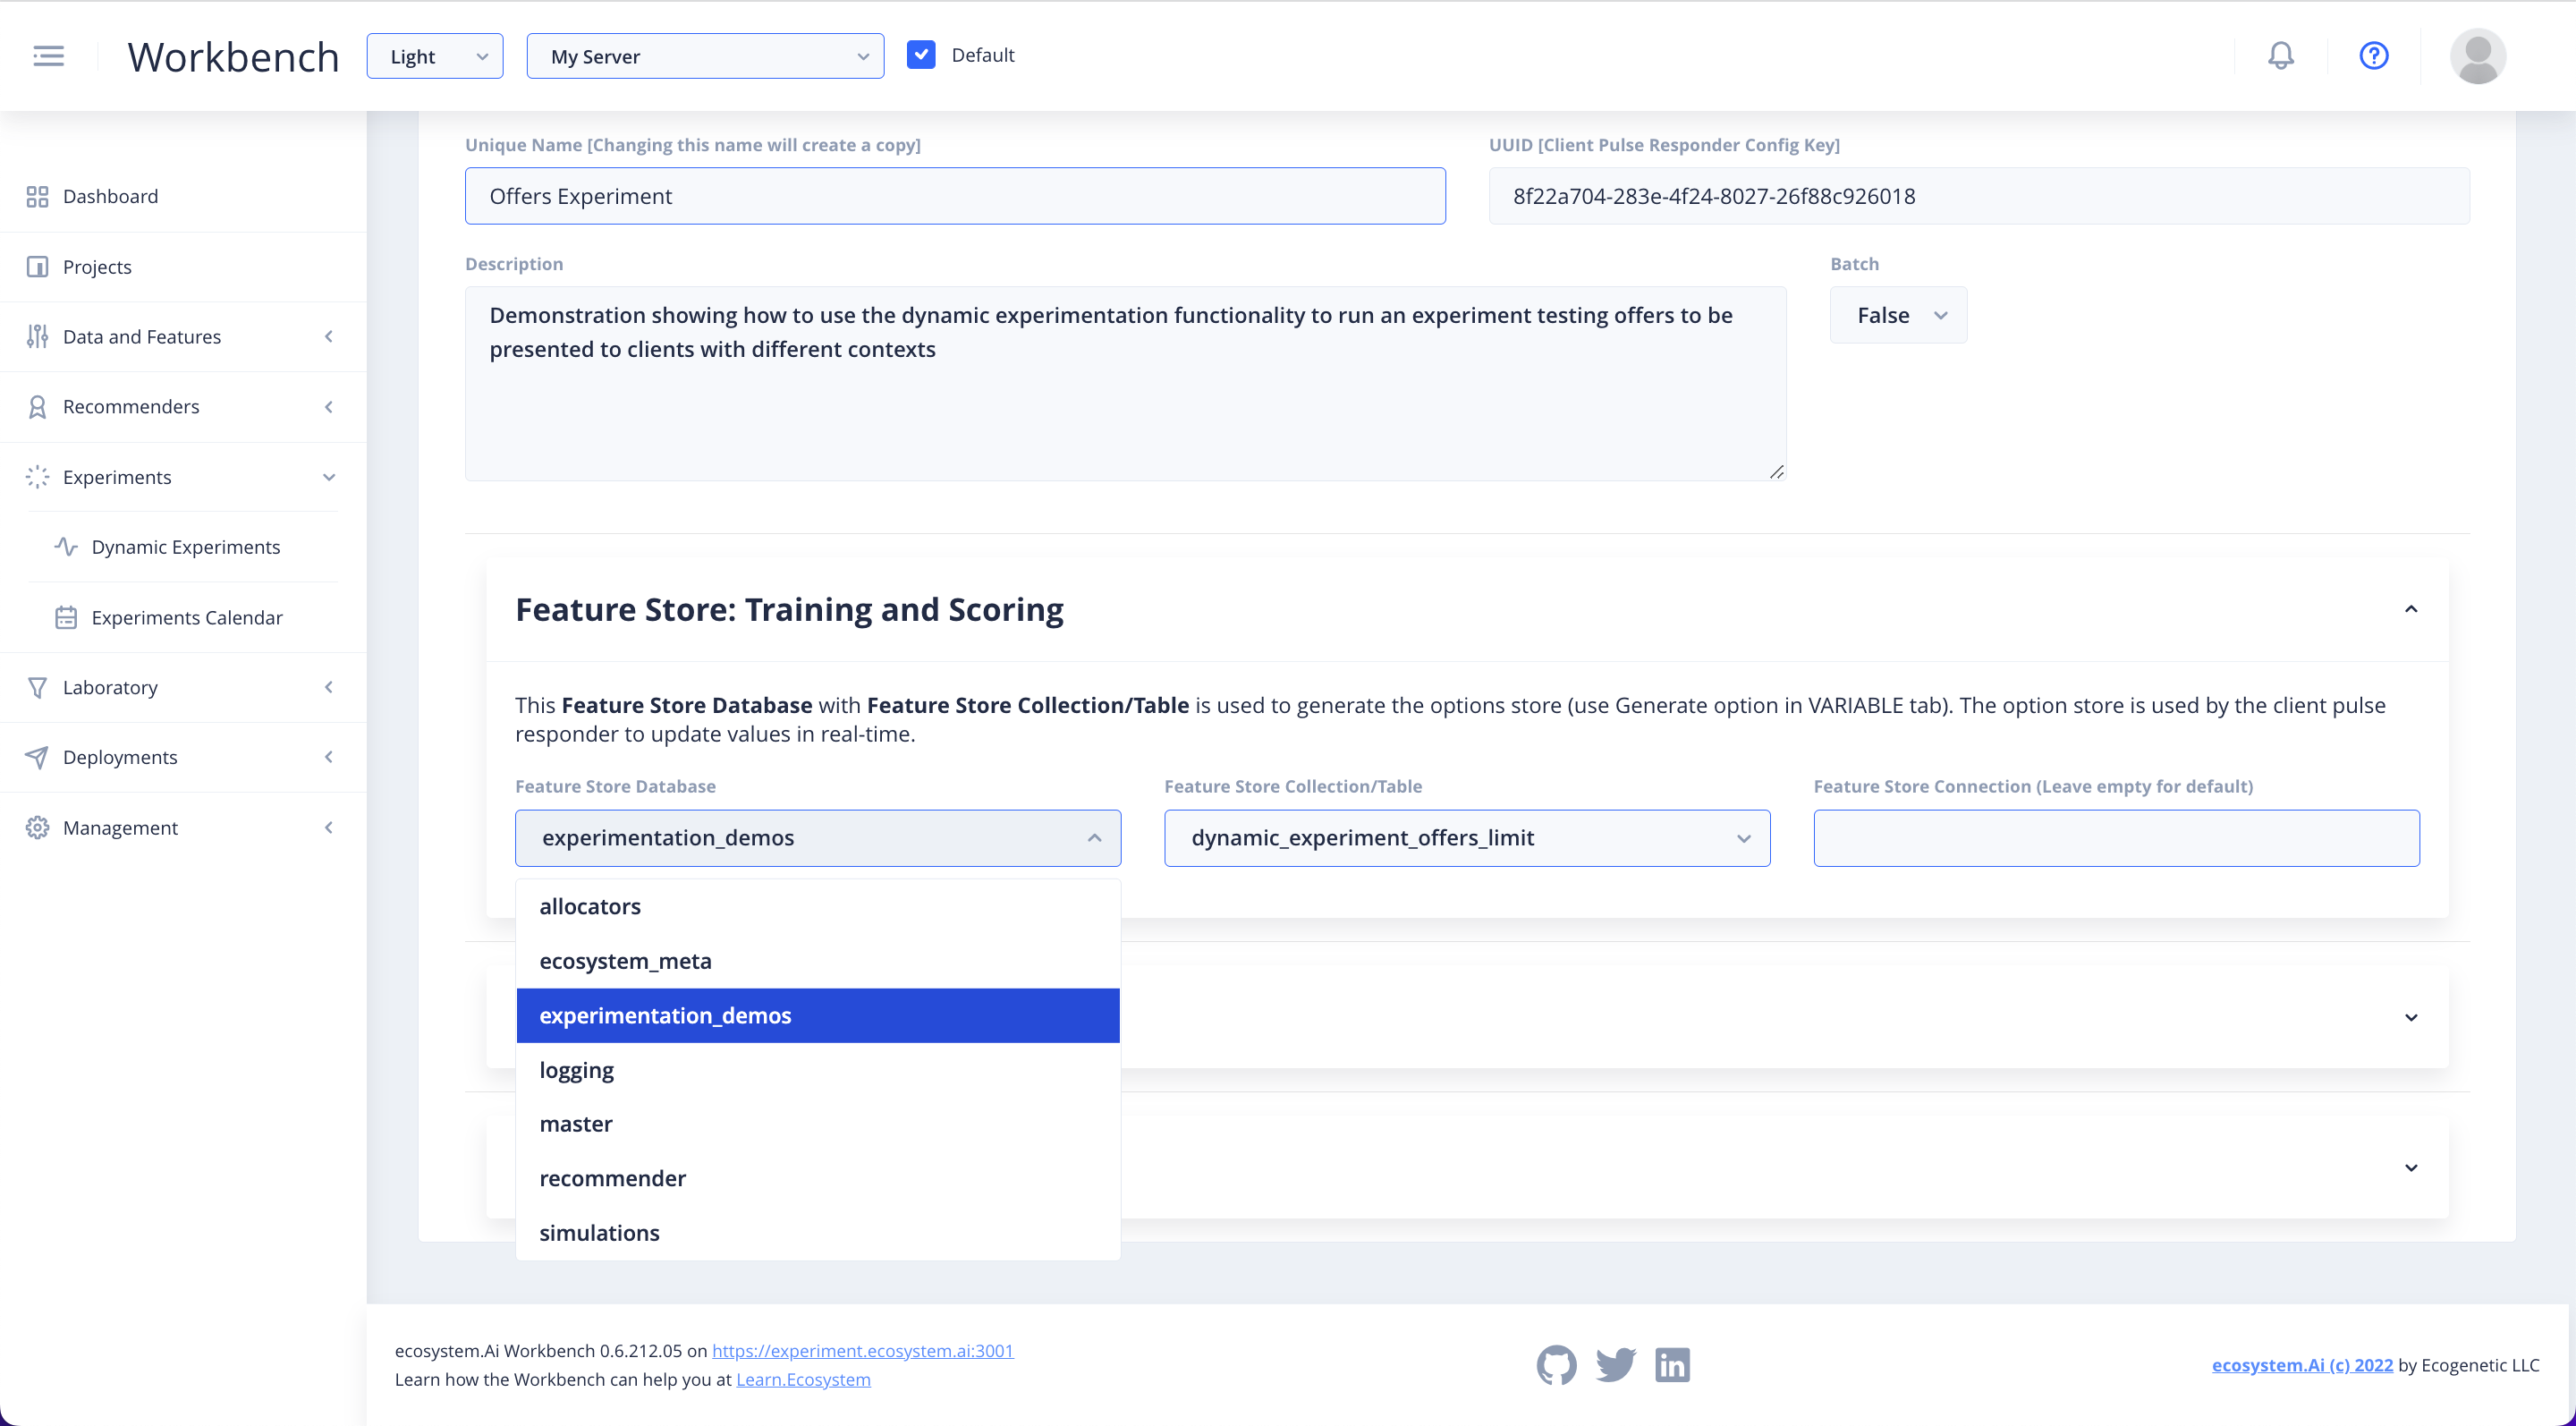 Workbench
Light
My Server
Default
Dashboard
Projects
Data and Features
Recommenders
Experiments
Dynamic Experiments
Experiments Calendar
Laboratory
Deployments
Management
Unique Name [Changing this name will create a copy]
UUID [Client Pulse Responder Config Key]
Offers Experiment
8f22a704-283e-4f24-8027-26f88c926018
Description
Batch
Demonstration showing how to use the dynamic experimentation functionality to run an experiment testing offers to be
presented to clients with different contexts
False
Feature Store: Training and Scoring
This Feature Store Database with Feature Store Collection/Table is used to generate the options store (use Generate option in VARIABLE tab). The option store is used by the client pulse
responder to update values in real-time.
Feature Store Database
Feature Store Collection/Table
Feature Store Connection (Leave empty for default)
experimentation_demos
dynamic_experiment_offers_limit
allocators
ecosystem_meta
experimentation_demos
logging
master
recommender
simulations
ecosystem.Ai Workbench 0.6.212.05 on https://experiment.ecosystem.ai:3001
Learn how the Workbench can help you at Learn.Ecosystem
ecosystem.Ai (c) 2022 by Ecogenetic LLC